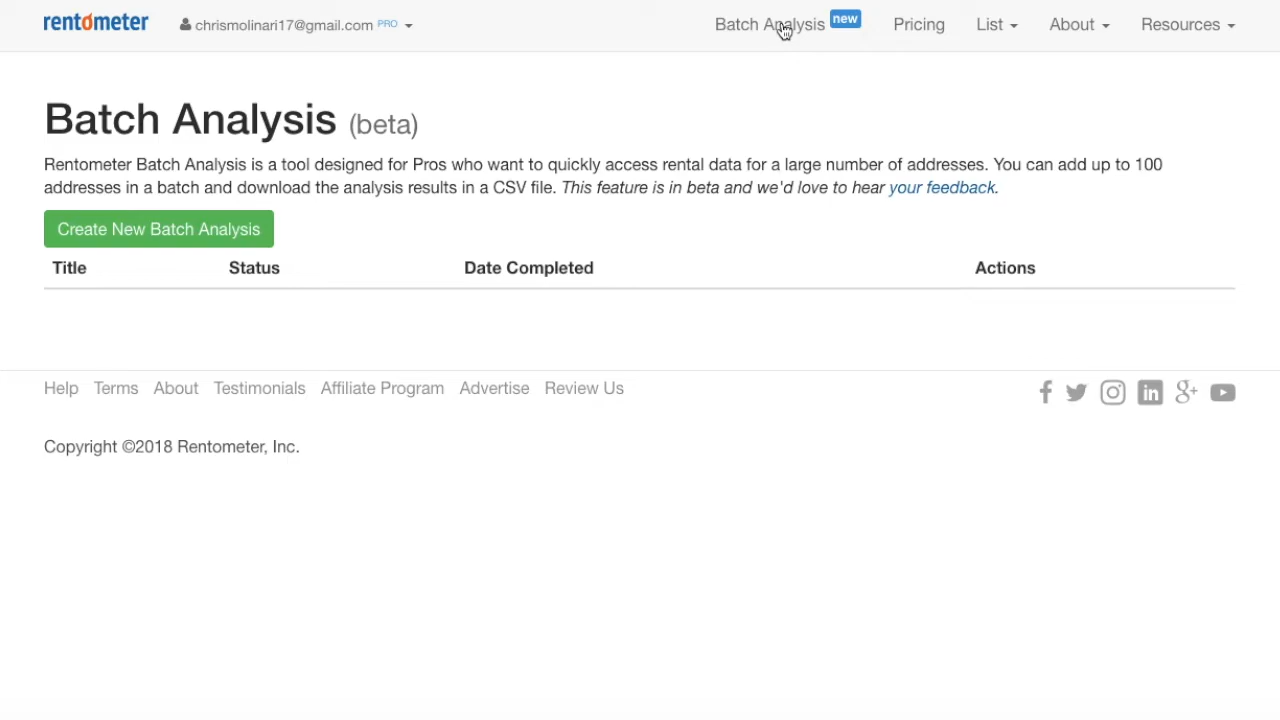 rentometer chrismolinari17@gmail.com PRO Batch Analysis new Pricing List About Resources
Batch Analysis (beta)
Rentometer Batch Analysis is a tool designed for Pros who want to quickly access rental data for a large number of addresses. You can add up to 100
addresses in a batch and download the analysis results in a CSV file. This feature is in beta and we'd love to hear your feedback.
Create New Batch Analysis
Title Status Date Completed Actions
Help Terms About Testimonials Affiliate Program Advertise Review Us
Copyright ©2018 Rentometer, Inc.